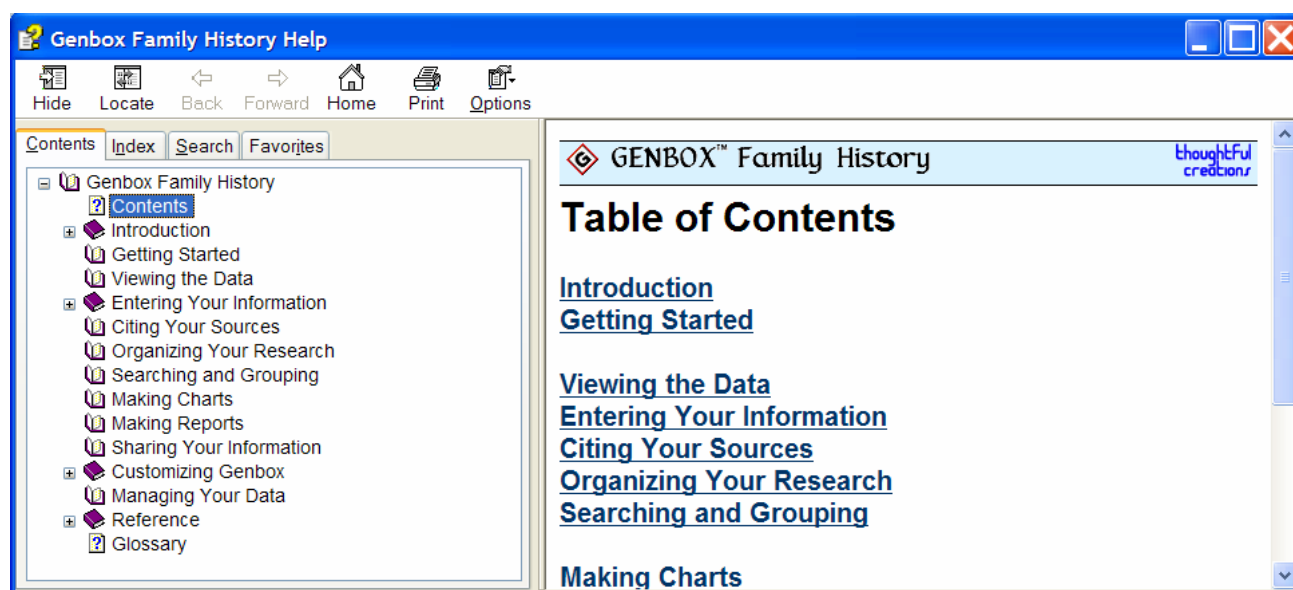 Genbox Family History Help
Hide Locate Back Forward Home Print Options
Contents Index Search Favorites
Genbox Family History
Contents
Introduction
Getting Started
Viewing the Data
Entering Your Information
Citing Your Sources
Organizing Your Research
Searching and Grouping
Making Charts
Making Reports
Sharing Your Information
Customizing Genbox
Managing Your Data
Reference
Glossary
GENBOX™ Family History
thoughtful
creations
Table of Contents
Introduction
Getting Started
Viewing the Data
Entering Your Information
Citing Your Sources
Organizing Your Research
Searching and Grouping
Making Charts